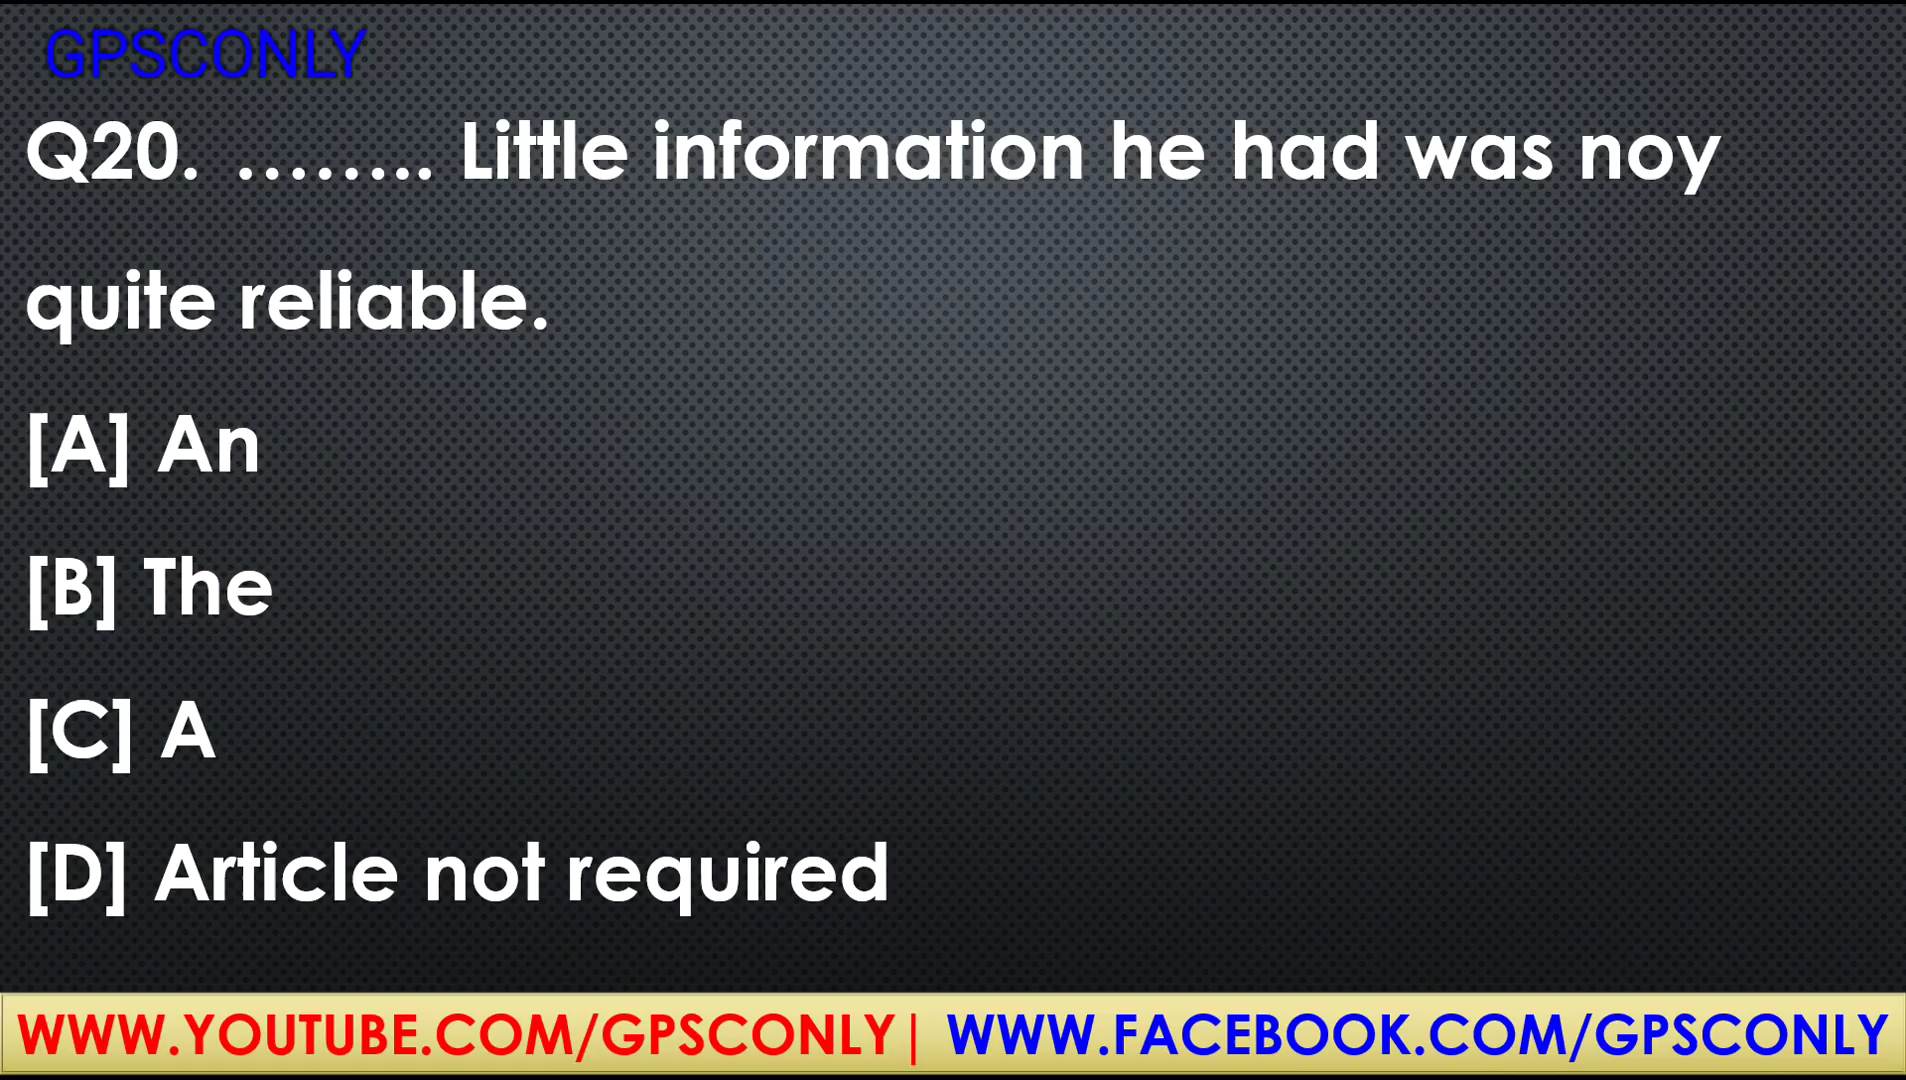 GPSCONLY
Q20. …….. Little information he had was noy
quite reliable.
[A] An
[B] The
[C] A
[D] Article not required
WWW.YOUTUBE.COM/GPSCONLY| WWW.FACEBOOK.COM/GPSCONLY